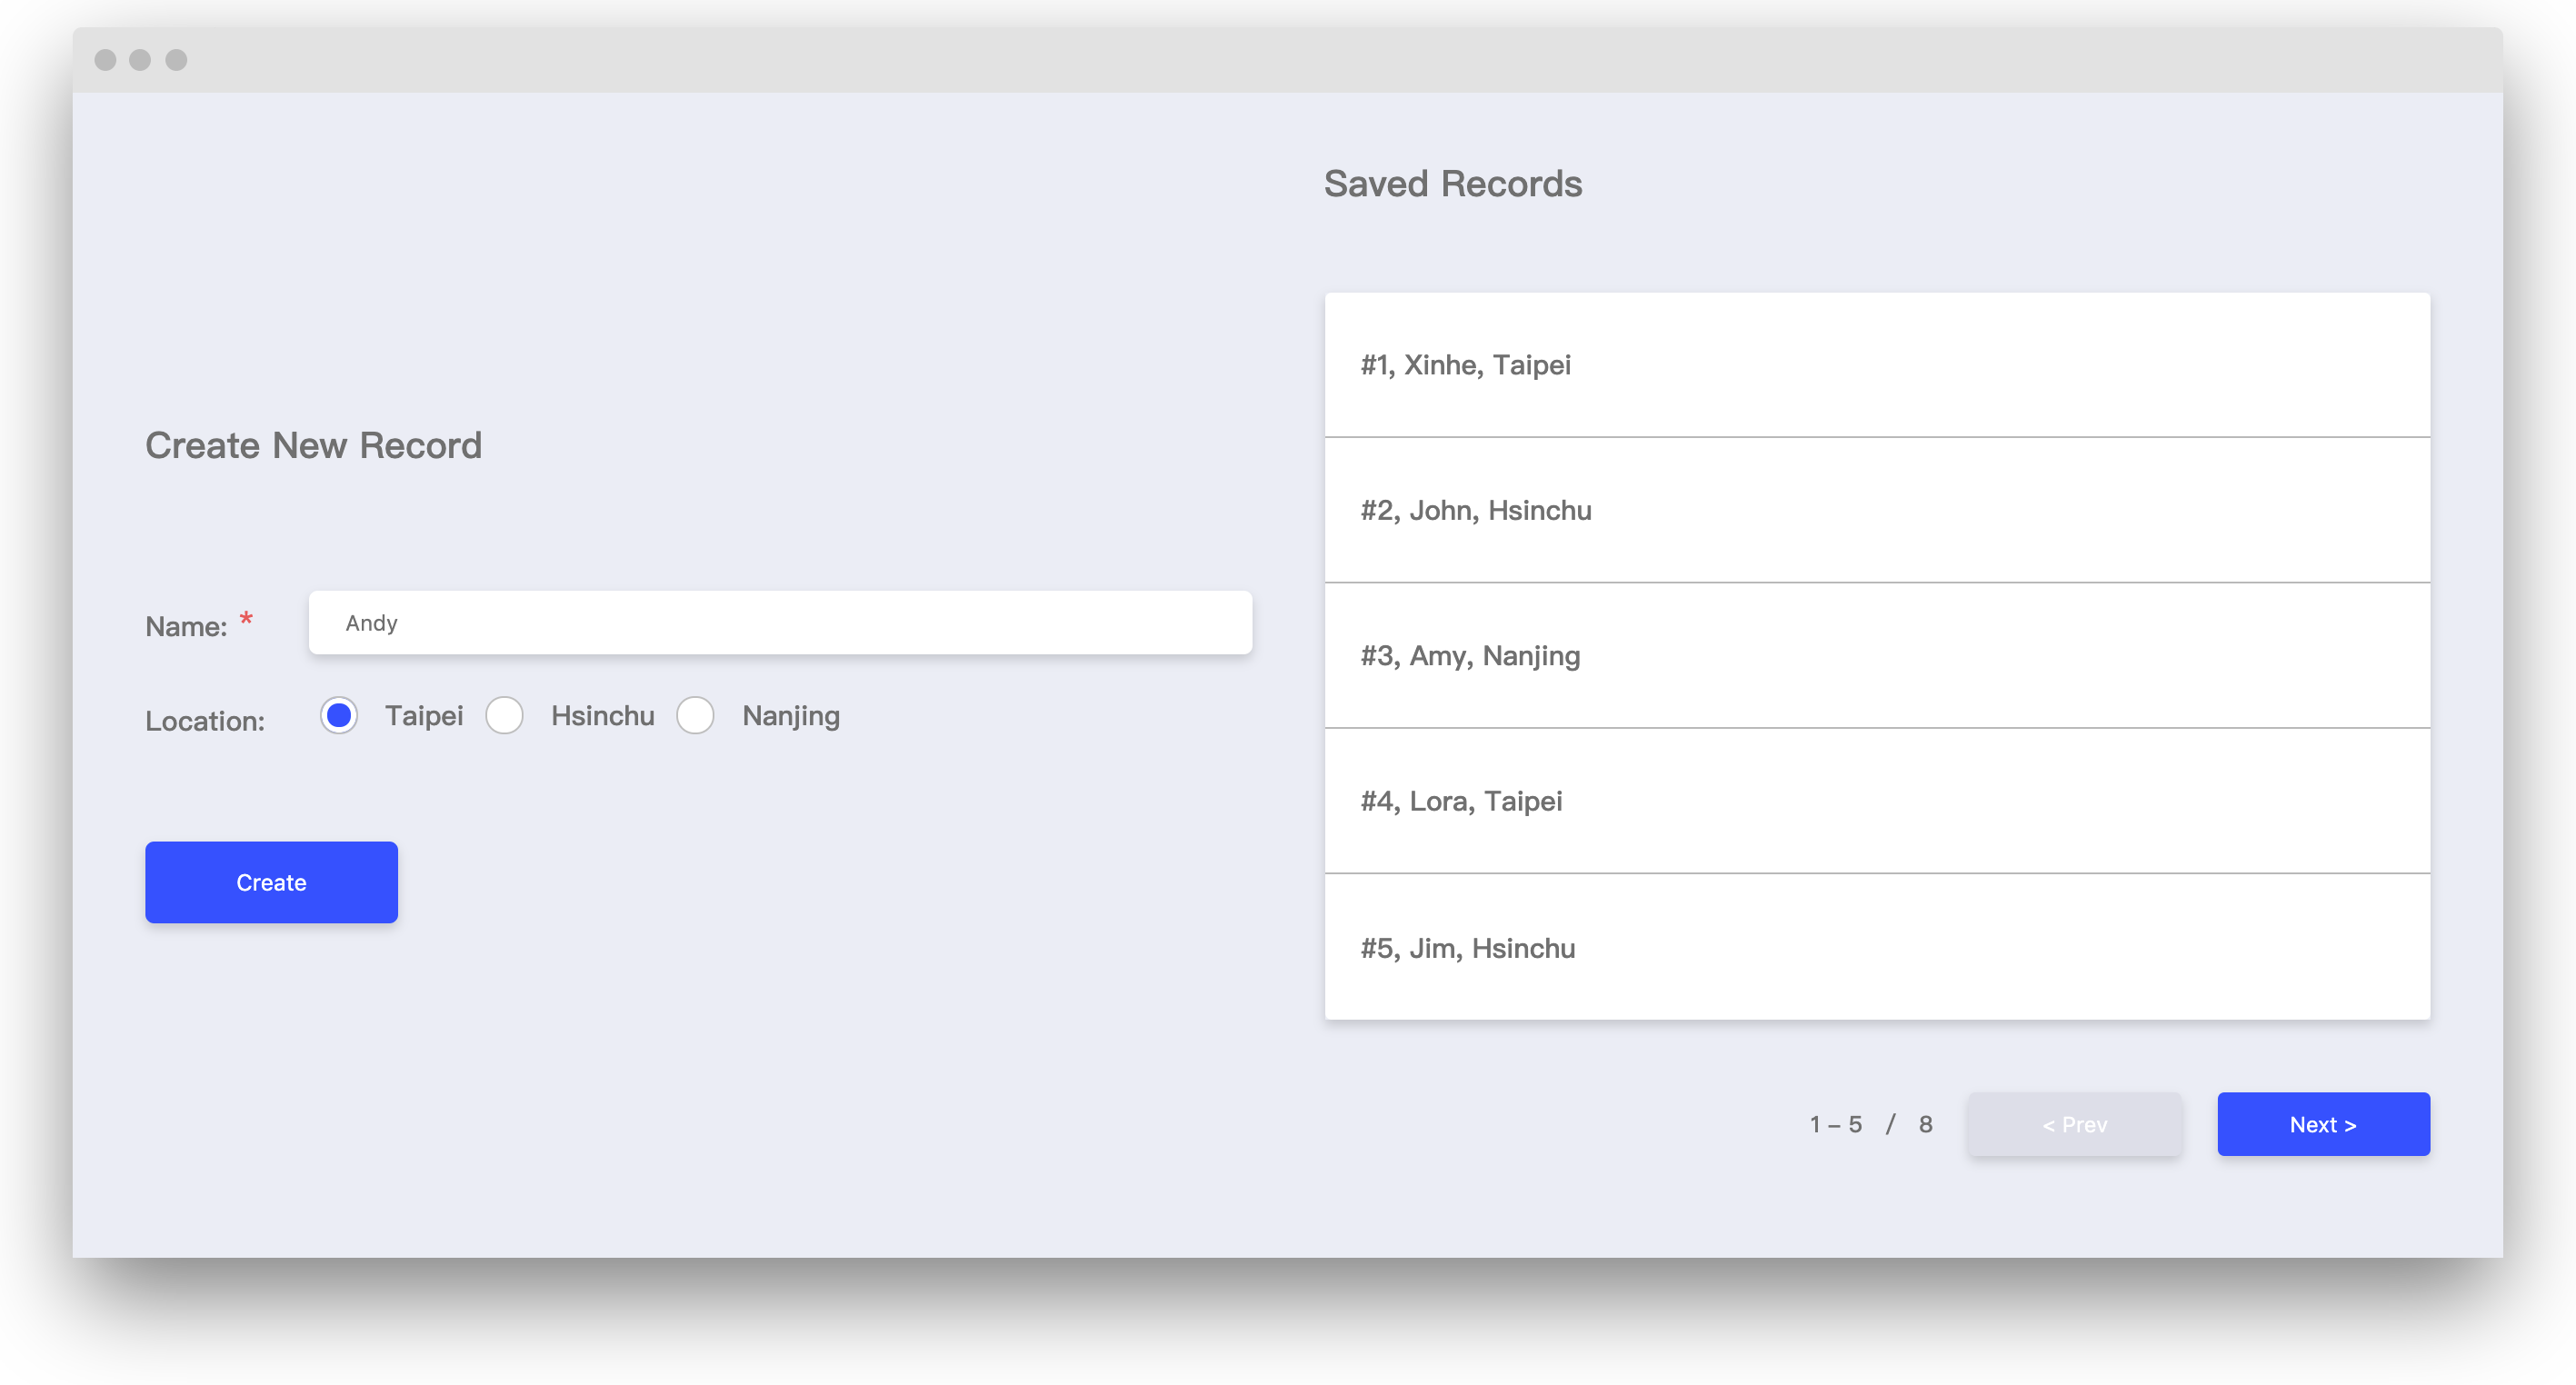 Create New Record
Name: *
Andy
Location:
Taipei
Hsinchu
Nanjing
Create
Saved Records
#1, Xinhe, Taipei
#2, John, Hsinchu
#3, Amy, Nanjing
#4, Lora, Taipei
#5, Jim, Hsinchu
1 – 5 / 8
< Prev
Next >